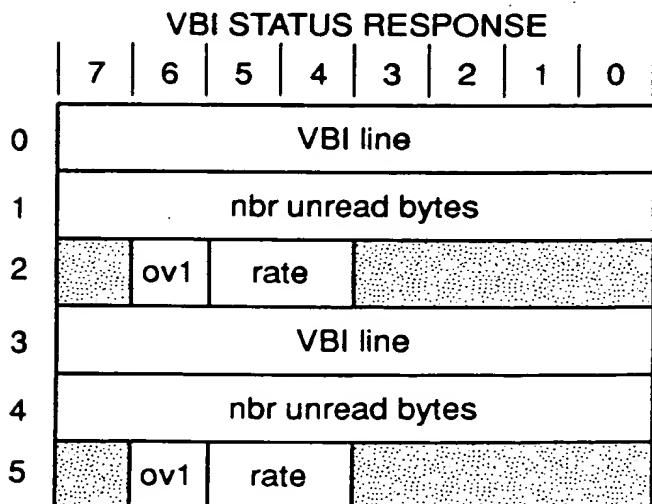 VBI STATUS RESPONSE
7 6 5 4 3 2 1 0
0 VBI line
1 nbr unread bytes
2 ov1 rate
3 VBI line
4 nbr unread bytes
5 ov1 rate